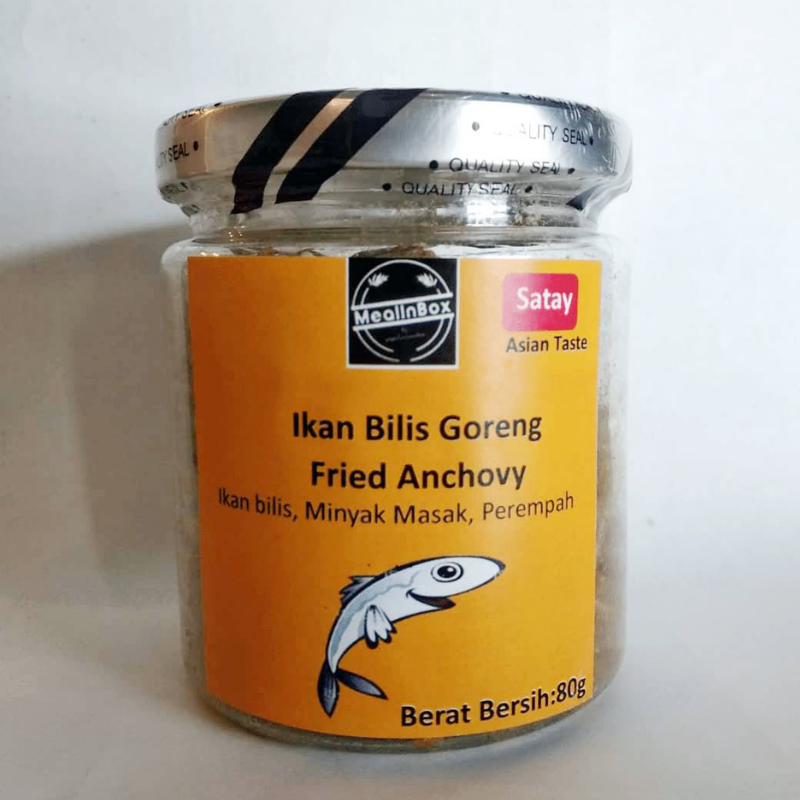 QUALITY SEAL
QUALITY SEAL
QUALITY SEAL
MealInBox
Satay
Asian Taste
Ikan Bilis Goreng
Fried Anchovy
Ikan bilis, Minyak Masak, Perempah
Berat Bersih:80g